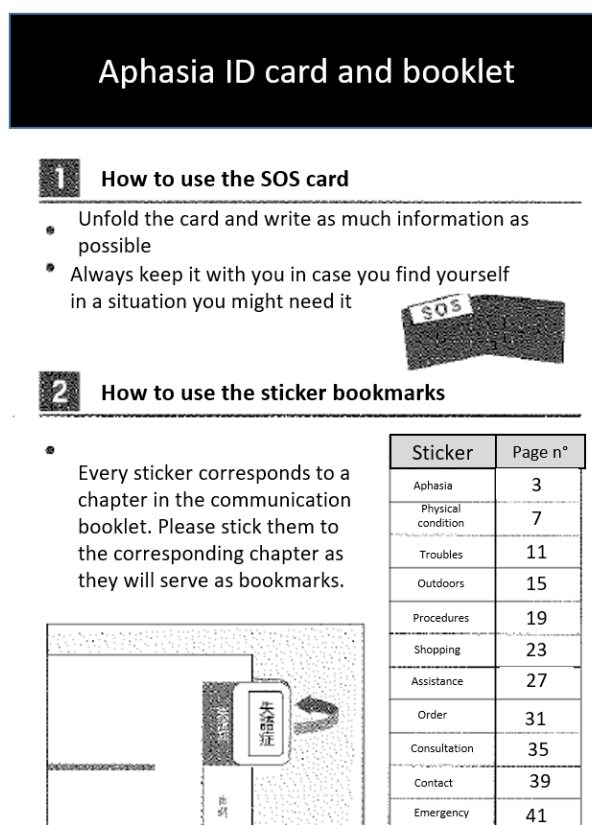 Aphasia ID card and booklet
1 How to use the SOS card
Unfold the card and write as much information as
possible
Always keep it with you in case you find yourself
in a situation you might need it
SOS
2 How to use the sticker bookmarks
Every sticker corresponds to a
chapter in the communication
booklet. Please stick them to
the corresponding chapter as
they will serve as bookmarks.
Sticker Page n°
Aphasia 3
Physical
condition 7
Troubles 11
Outdoors 15
Procedures 19
Shopping 23
Assistance 27
Order 31
Consultation 35
Contact 39
Emergency 41
失語症